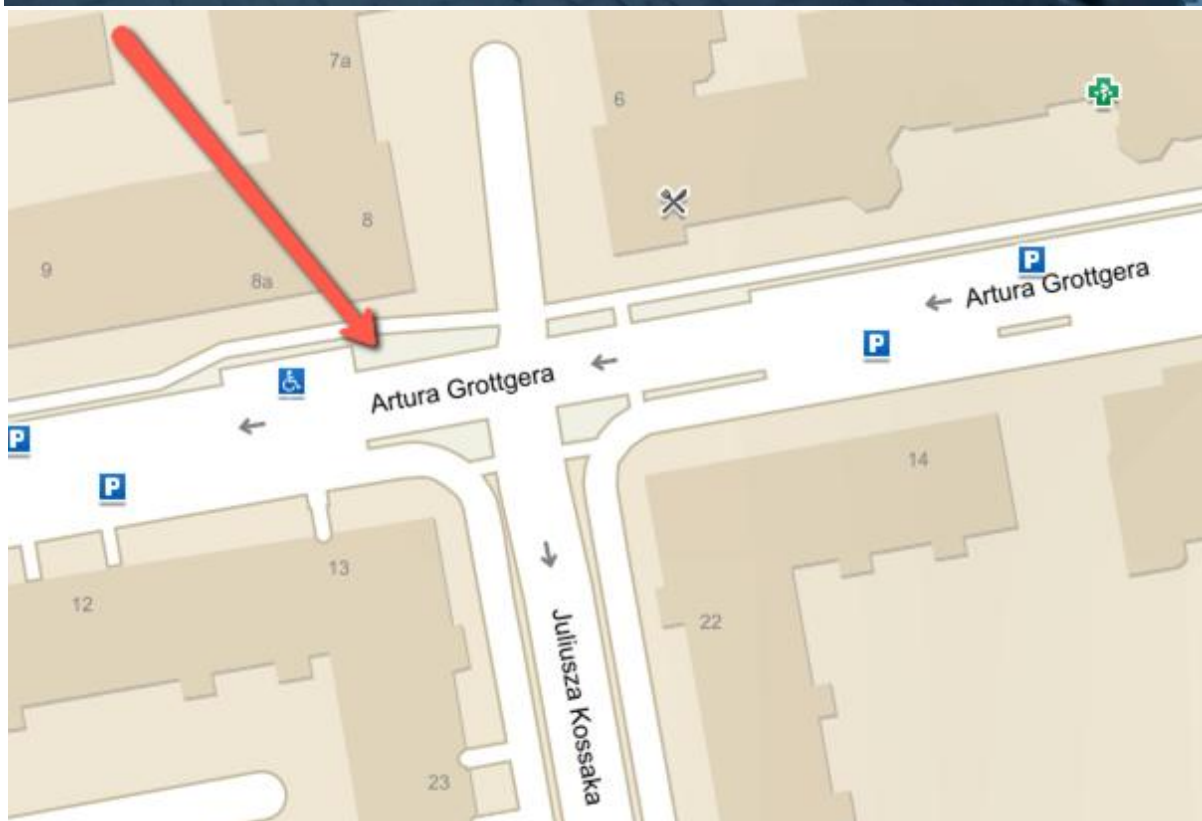 7a
6
8
9
8a
P
Artura Grottgera
P
Artura Grottgera
P
P
14
13
12
22
Juliusza Kossaka
23